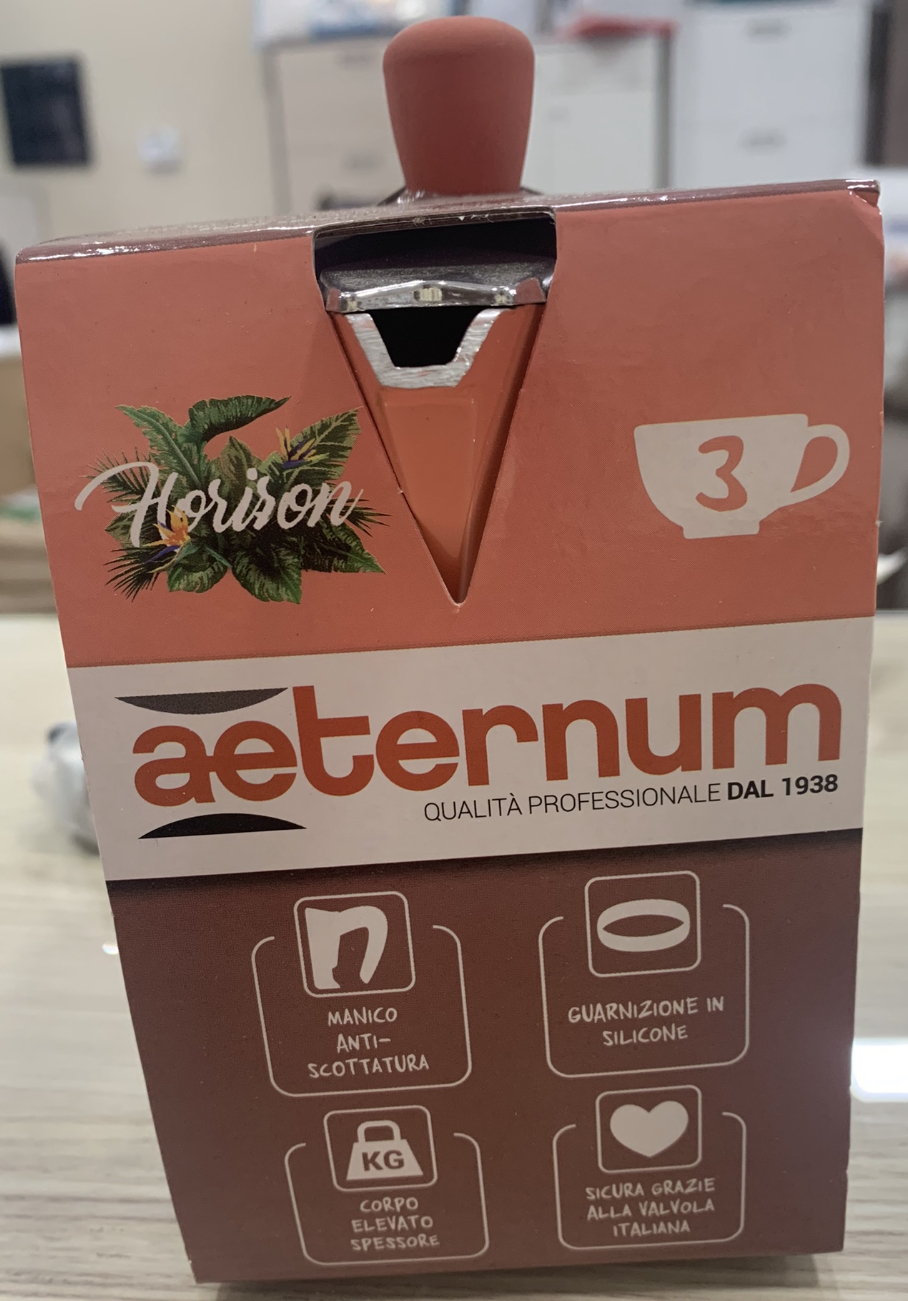 Horison
3
aeternum
QUALITÀ PROFESSIONALE DAL 1938
MANICO
ANTI-
SCOTTATURA
GUARNIZIONE IN
SILICONE
KG
CORPO
ELEVATO
SPESSORE
SICURA GRAZIE
ALLA VALVOLA
ITALIANA